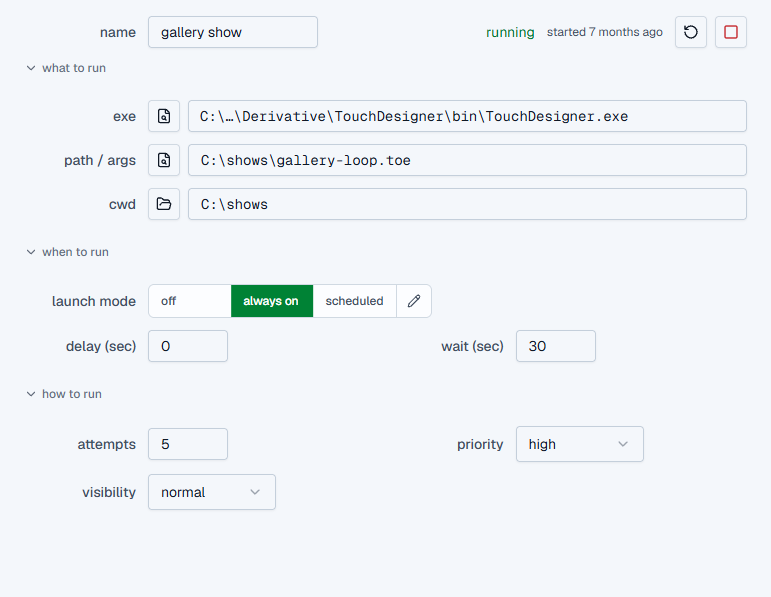 name gallery show running started 7 months ago
what to run
exe C:\…\Derivative\TouchDesigner\bin\TouchDesigner.exe
path / args C:\shows\gallery-loop.toe
cwd C:\shows
when to run
launch mode off always on scheduled
delay (sec) 0 wait (sec) 30
how to run
attempts 5 priority high
visibility normal